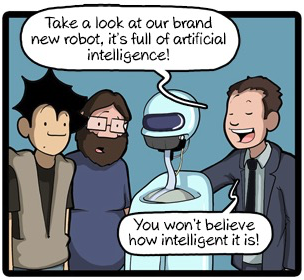 Take a look at our brand
new robot, it's full of artificial
intelligence!
You won't believe
how intelligent it is!